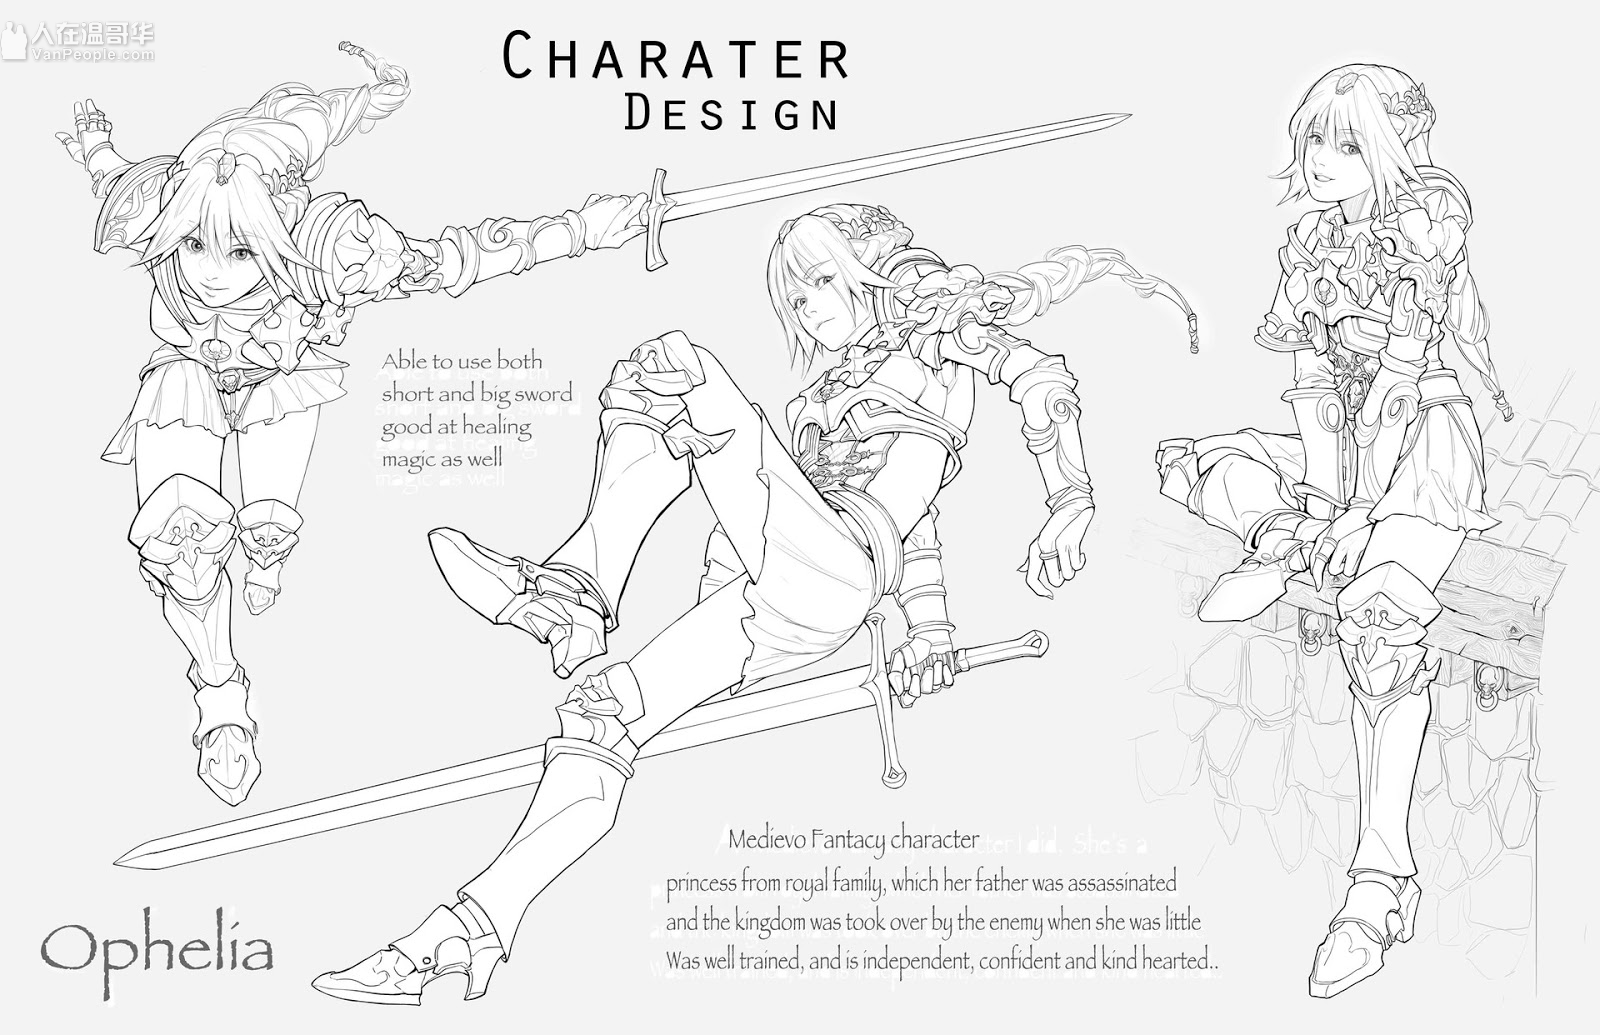 人在温哥华
VanPeople.com
CHARATER
DESIGN
Able to use both
short and big sword
good at healing
magic as well
Medievo Fantacy character
princess from royal family, which her father was assassinated
and the kingdom was took over by the enemy when she was little
Was well trained, and is independent, confident and kind hearted..
Ophelia